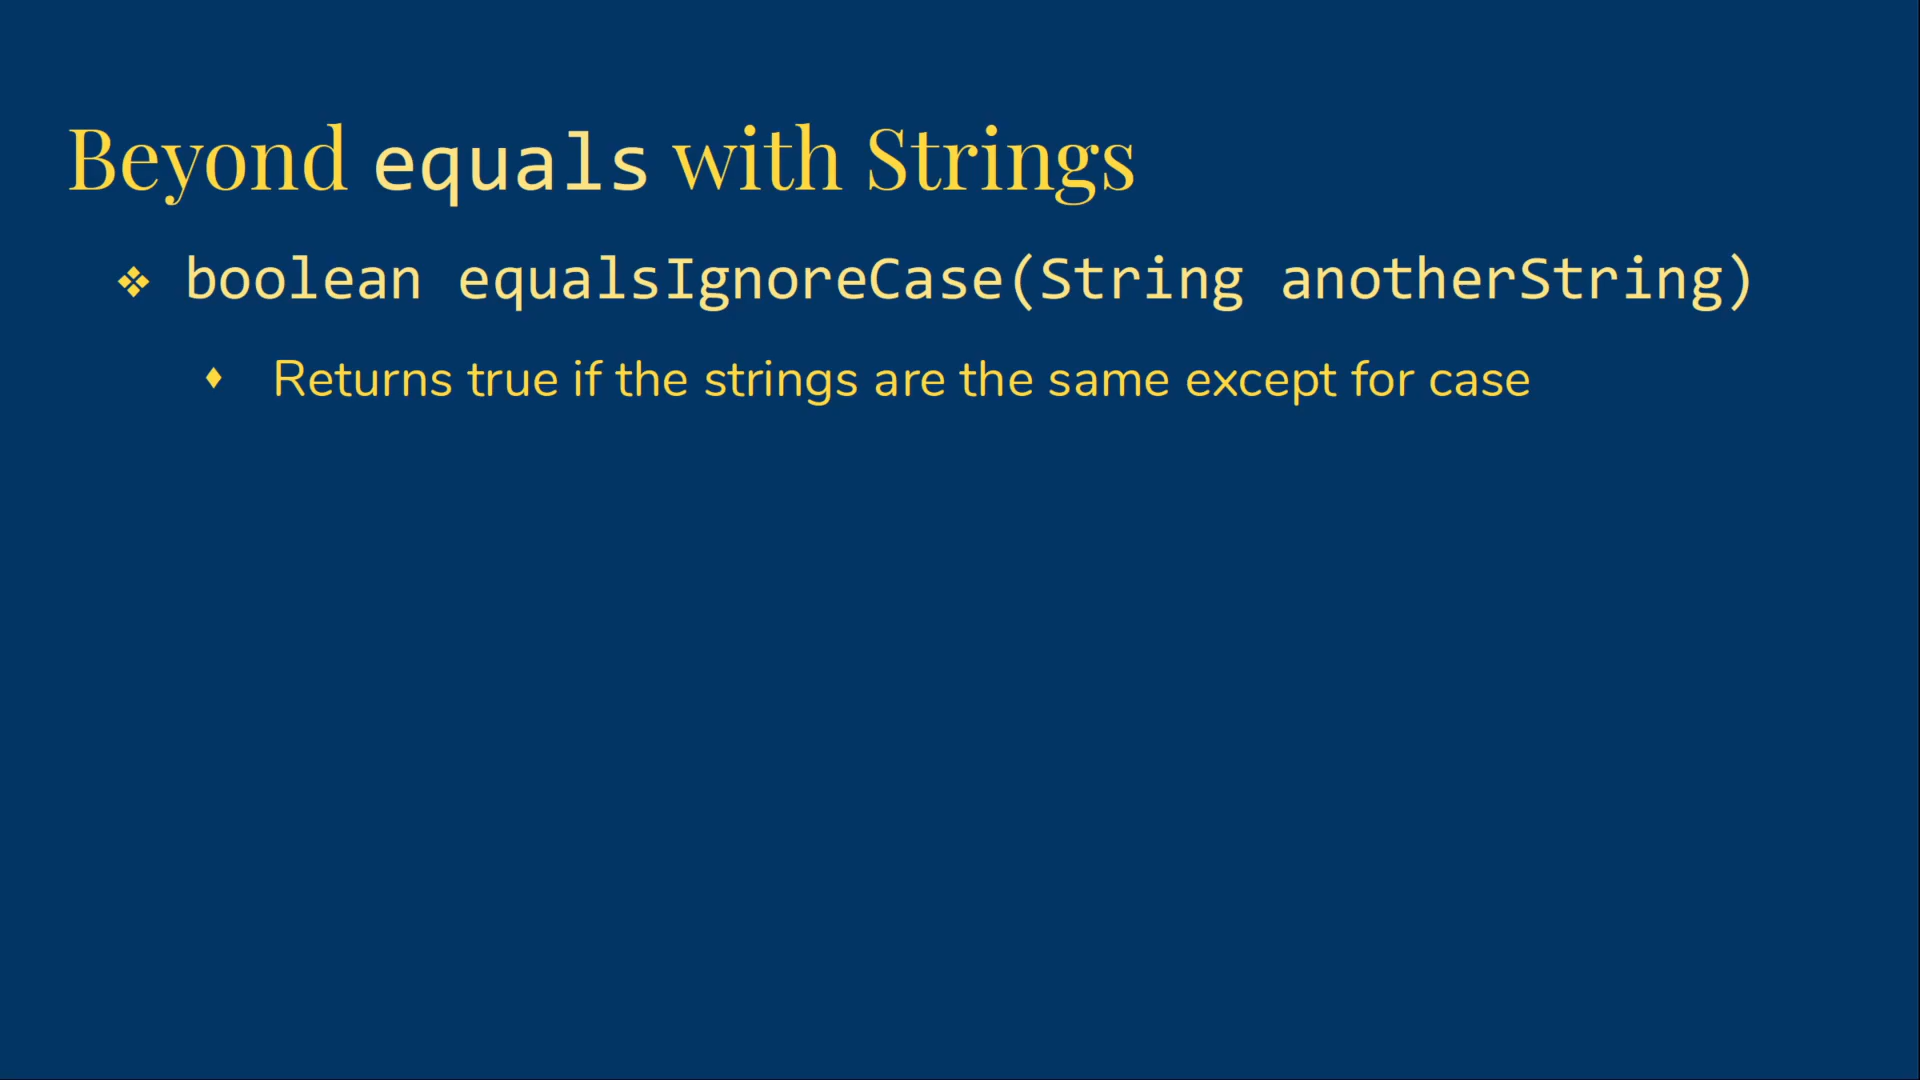 Beyond equals with Strings
❖ boolean equalsIgnoreCase(String anotherString)
♦ Returns true if the strings are the same except for case